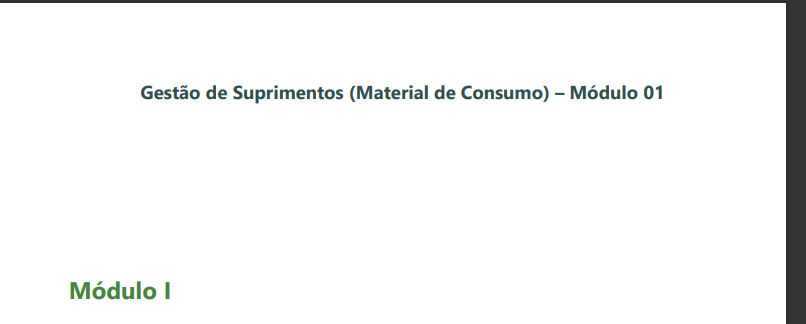 Gestão de Suprimentos (Material de Consumo) – Módulo 01
Módulo I